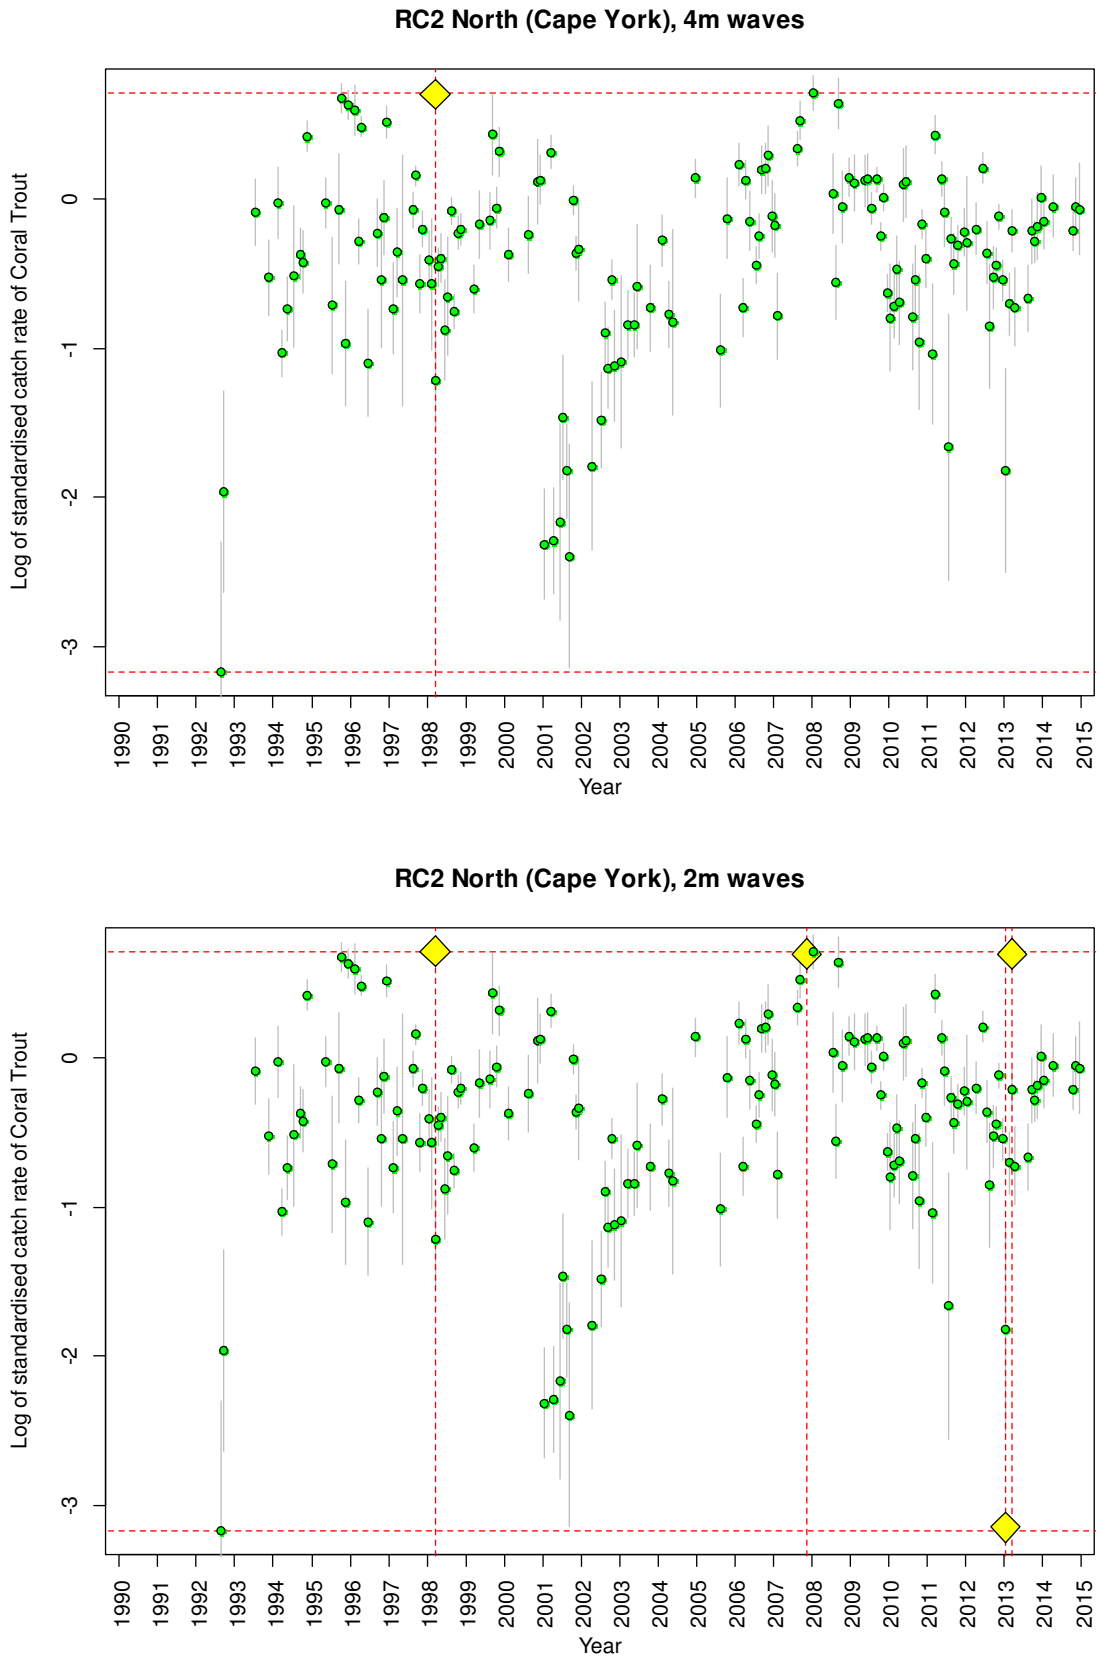 RC2 North (Cape York), 4m waves
Log of standardised catch rate of Coral Trout
0
-1
-2
-3
1990 1991 1992 1993 1994 1995 1996 1997 1998 1999 2000 2001 2002 2003 2004 2005 2006 2007 2008 2009 2010 2011 2012 2013 2014 2015
Year
RC2 North (Cape York), 2m waves
Log of standardised catch rate of Coral Trout
0
-1
-2
-3
1990 1991 1992 1993 1994 1995 1996 1997 1998 1999 2000 2001 2002 2003 2004 2005 2006 2007 2008 2009 2010 2011 2012 2013 2014 2015
Year